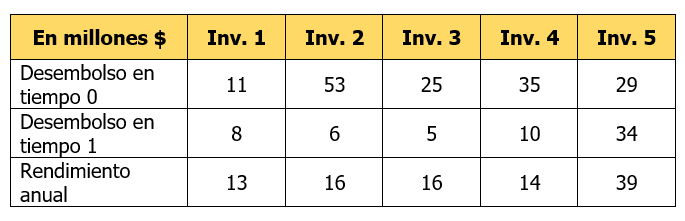 En millones $ Inv. 1 Inv. 2 Inv. 3 Inv. 4 Inv. 5
Desembolso en
tiempo 0 11 53 25 35 29
Desembolso en
tiempo 1 8 6 5 10 34
Rendimiento
anual 13 16 16 14 39